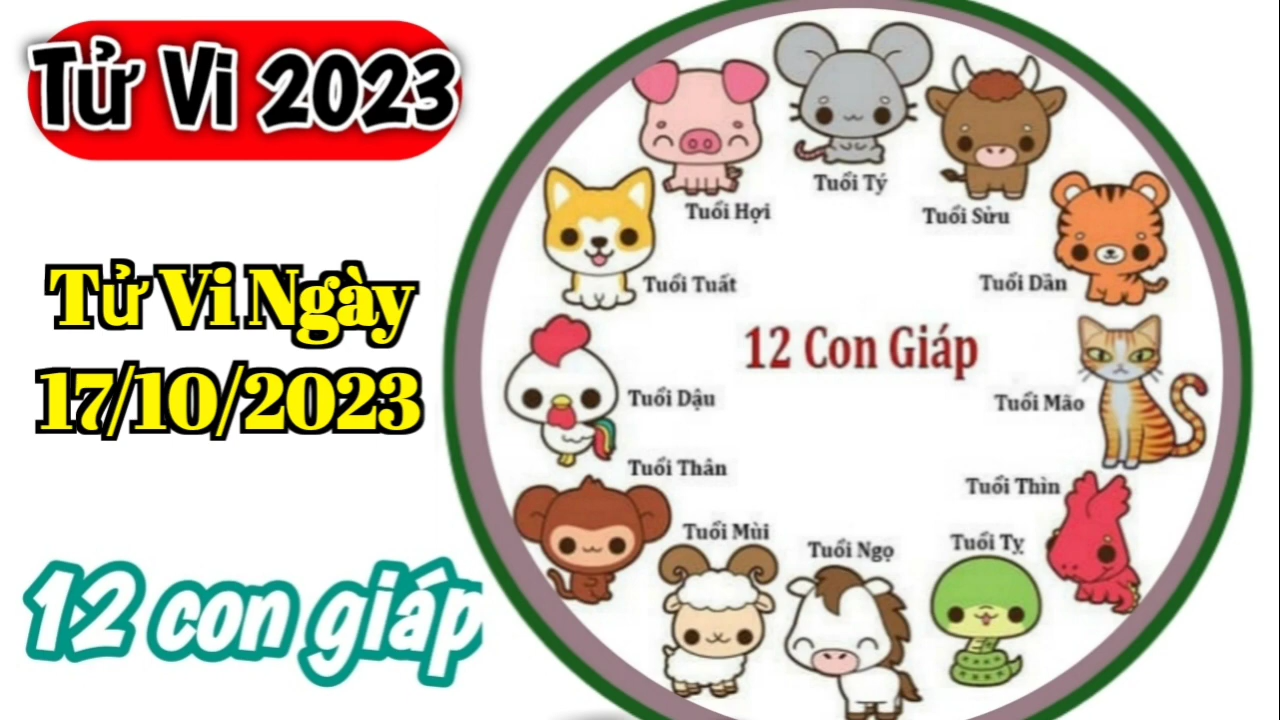 Tử Vi 2023
Tử Vi Ngày
17/10/2023
12 con giáp
Tuổi Tý
Tuổi Hợi
Tuổi Sửu
Tuổi Tuất
Tuổi Dần
12 Con Giáp
Tuổi Dậu
Tuổi Mão
Tuổi Thân
Tuổi Thìn
Tuổi Mùi
Tuổi Ngọ
Tuổi Tỵ